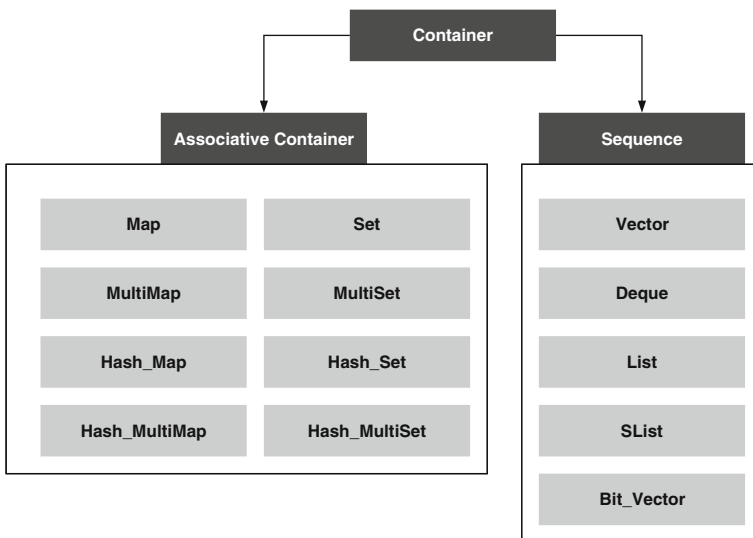 Container
Associative Container
Sequence
Map
Set
Vector
MultiMap
MultiSet
Deque
Hash_Map
Hash_Set
List
Hash_MultiMap
Hash_MultiSet
SList
Bit_Vector